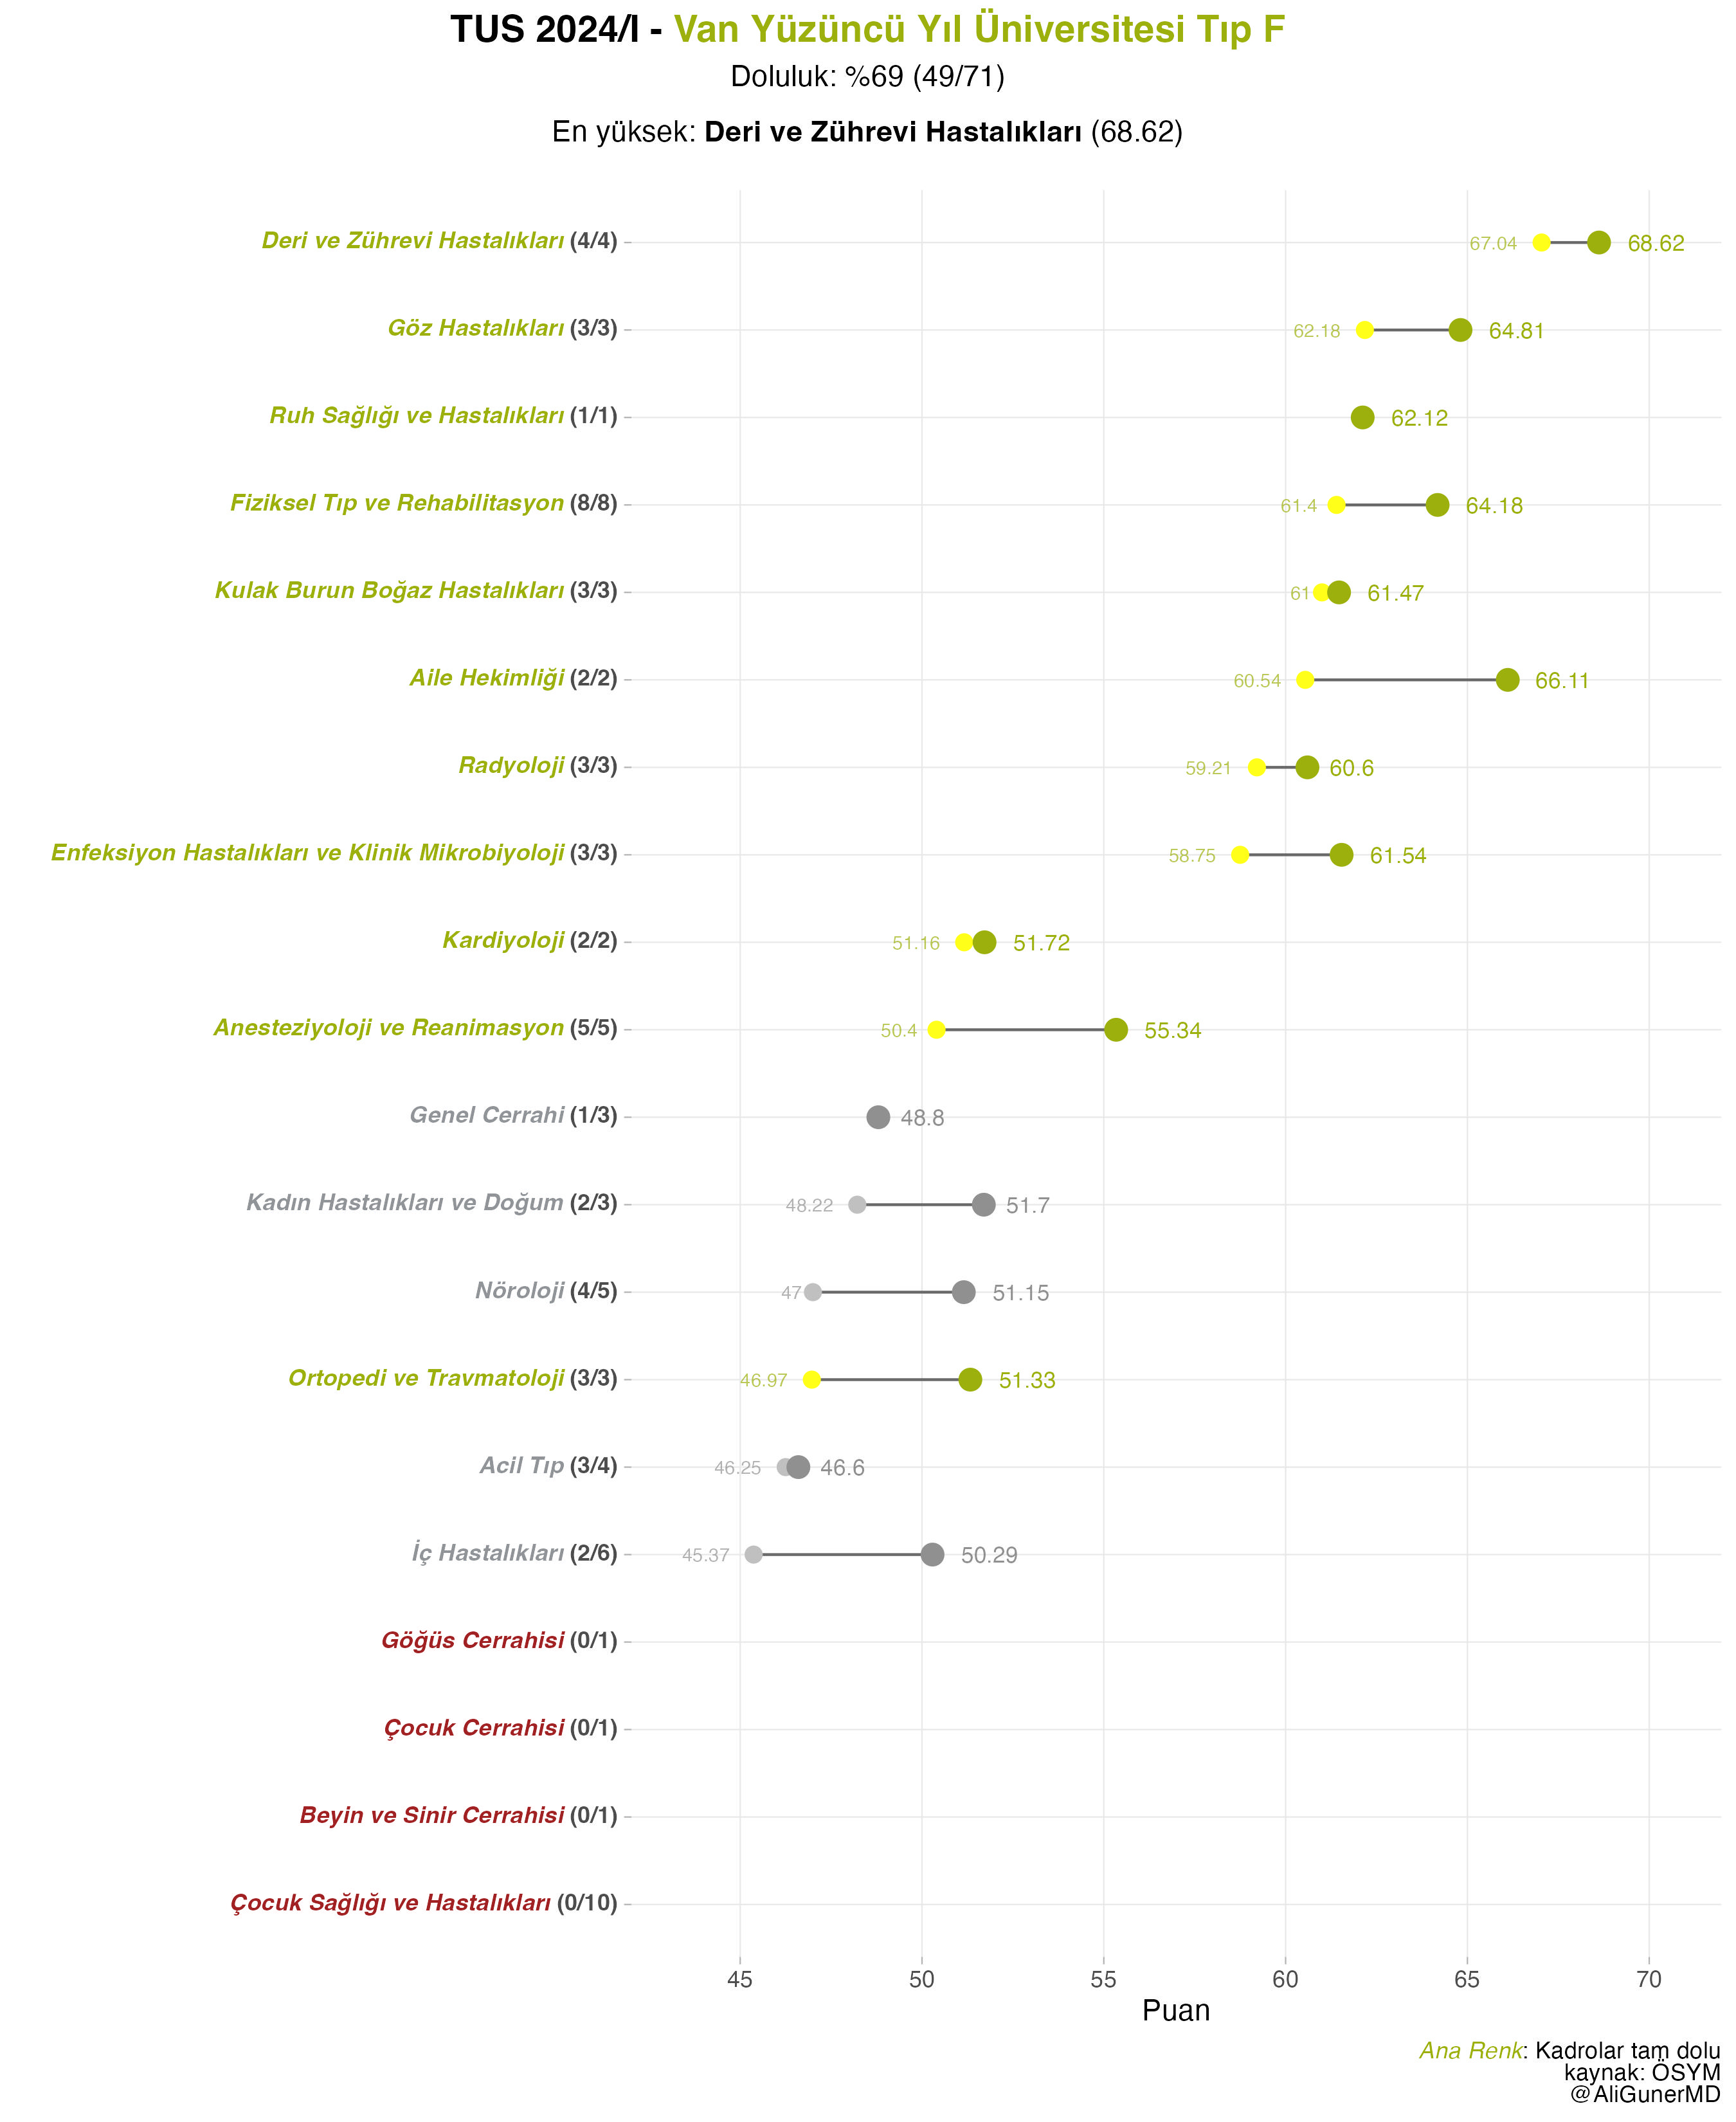 TUS 2024/I - Van Yüzüncü Yıl Üniversitesi Tıp F
Doluluk: %69 (49/71)
En yüksek: Deri ve Zührevi Hastalıkları (68.62)
Deri ve Zührevi Hastalıkları (4/4) 67.04 68.62
Göz Hastalıkları (3/3) 62.18 64.81
Ruh Sağlığı ve Hastalıkları (1/1) 62.12
Fiziksel Tıp ve Rehabilitasyon (8/8) 61.4 64.18
Kulak Burun Boğaz Hastalıkları (3/3) 61 61.47
Aile Hekimliği (2/2) 60.54 66.11
Radyoloji (3/3) 59.21 60.6
Enfeksiyon Hastalıkları ve Klinik Mikrobiyoloji (3/3) 58.75 61.54
Kardiyoloji (2/2) 51.16 51.72
Anesteziyoloji ve Reanimasyon (5/5) 50.4 55.34
Genel Cerrahi (1/3) 48.8
Kadın Hastalıkları ve Doğum (2/3) 48.22 51.7
Nöroloji (4/5) 47 51.15
Ortopedi ve Travmatoloji (3/3) 46.97 51.33
Acil Tıp (3/4) 46.25 46.6
İç Hastalıkları (2/6) 45.37 50.29
Göğüs Cerrahisi (0/1)
Çocuk Cerrahisi (0/1)
Beyin ve Sinir Cerrahisi (0/1)
Çocuk Sağlığı ve Hastalıkları (0/10)
45 50 55 60 65 70
Puan
Ana Renk: Kadrolar tam dolu
kaynak: ÖSYM
@AliGunerMD